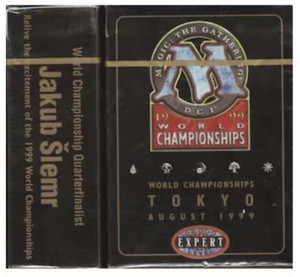 World Championship Quarterfinalist
Jakub Šlemr
Relive the excitement of the 1999 World Championships
MAGIC: THE GATHERING
DCI
1999
WORLD
CHAMPIONSHIPS
WORLD CHAMPIONSHIPS
TOKYO
AUGUST 1999
EXPERT